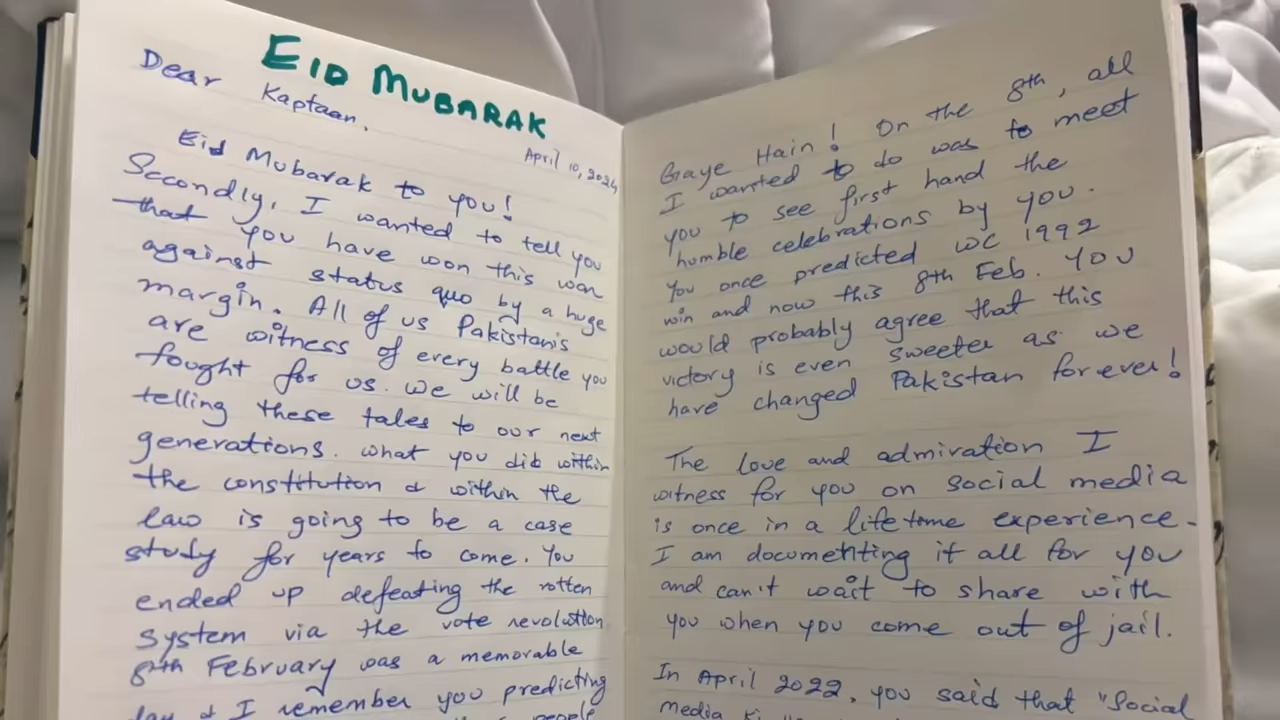 EID MUBARAK
Dear Kaptaan,
April 10, 2024
Eid Mubarak to you!
Secondly, I wanted to tell you
that you have won this war
against status quo by a huge
margin. All of us Pakistanis
are witness of every battle you
fought for us. We will be
telling these tales to our next
generations. What you did within
the constitution & within the
law is going to be a case
study for years to come. You
ended up defeating the rotten
system via the vote revolution.
8th February was a memorable
day & I remember you predicting
people
Gaye Hain! On the 8th, all
I wanted to do was to meet
you to see first hand the
humble celebrations by you.
You once predicted WC 1992
win and now this 8th Feb. You
would probably agree that this
victory is even sweeter as we
have changed Pakistan forever!
The love and admiration I
witness for you on social media
is once in a lifetime experience.
I am documenting it all for you
and can't wait to share with
you when you come out of jail.
In April 2022, you said that "Social
media ki